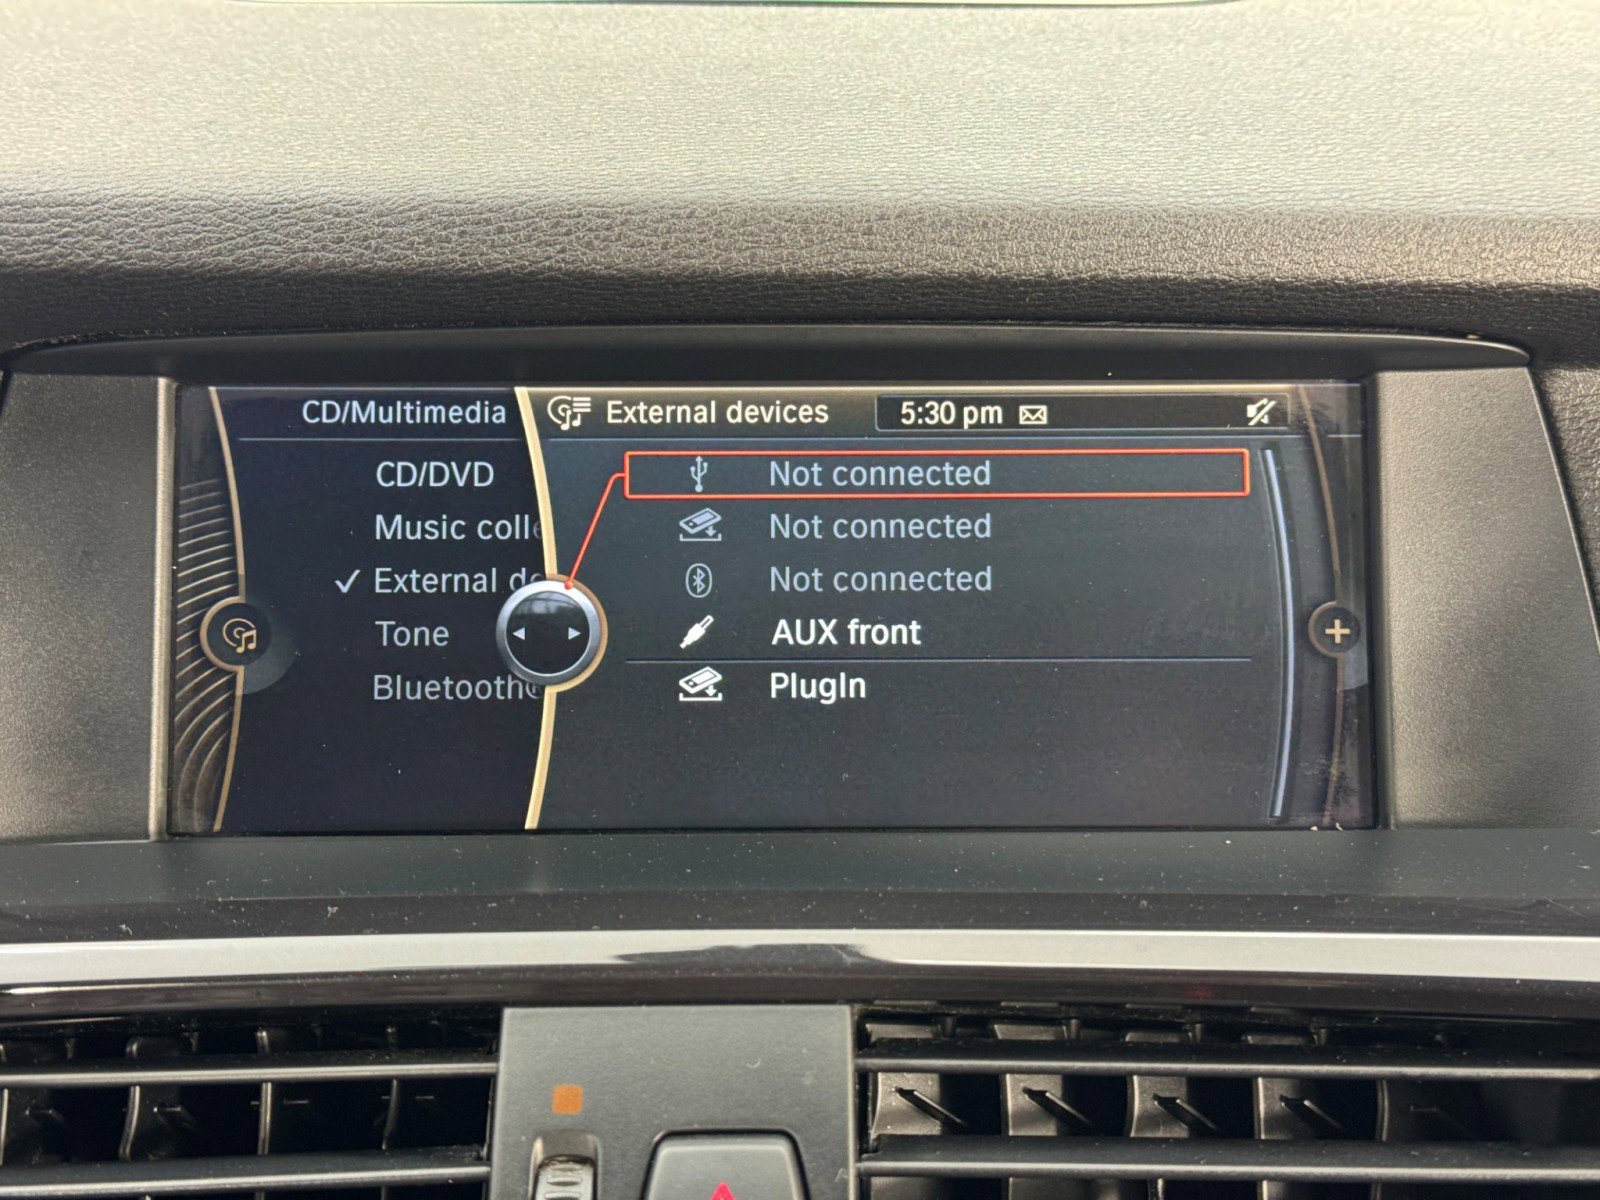 CD/Multimedia
CD/DVD
Music coll
External de
Tone
Bluetooth®
External devices
5:30 pm
Not connected
Not connected
Not connected
AUX front
PlugIn